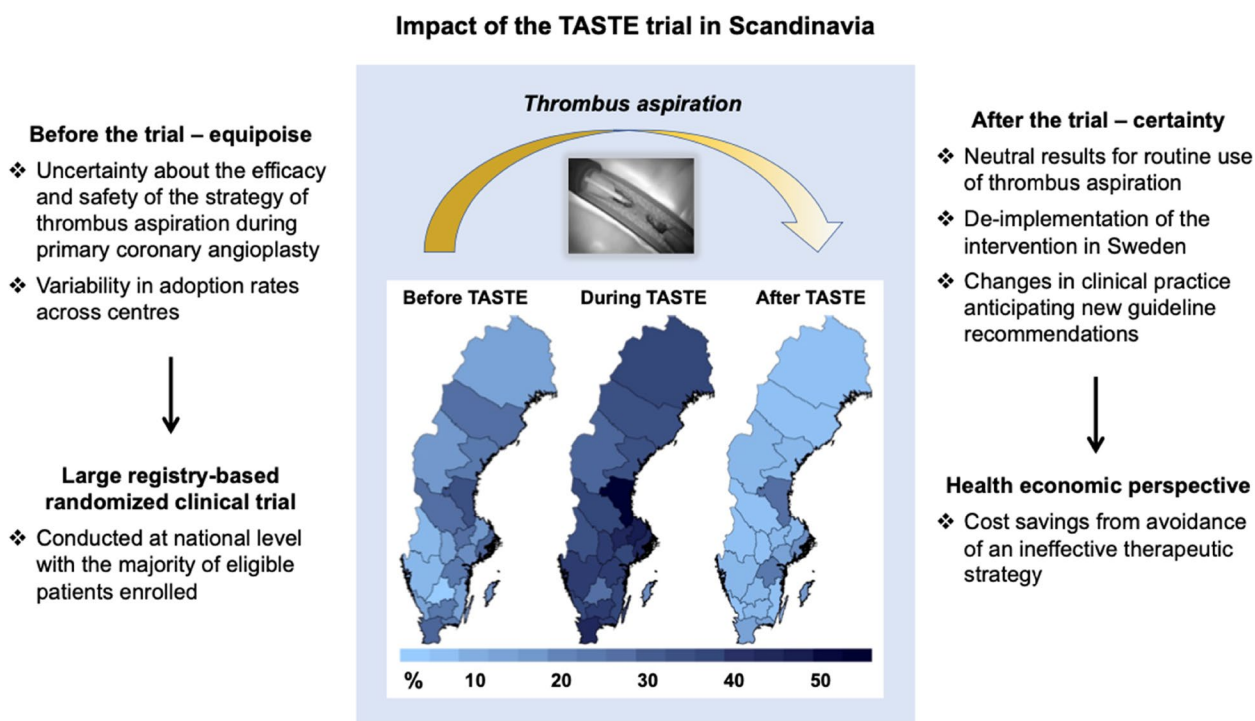 Impact of the TASTE trial in Scandinavia
Before the trial – equipoise
❖ Uncertainty about the efficacy
and safety of the strategy of
thrombus aspiration during
primary coronary angioplasty
❖ Variability in adoption rates
across centres
Large registry-based
randomized clinical trial
❖ Conducted at national level
with the majority of eligible
patients enrolled
Thrombus aspiration
Before TASTE During TASTE After TASTE
% 10 20 30 40 50
After the trial – certainty
❖ Neutral results for routine use
of thrombus aspiration
❖ De-implementation of the
intervention in Sweden
❖ Changes in clinical practice
anticipating new guideline
recommendations
Health economic perspective
❖ Cost savings from avoidance
of an ineffective therapeutic
strategy